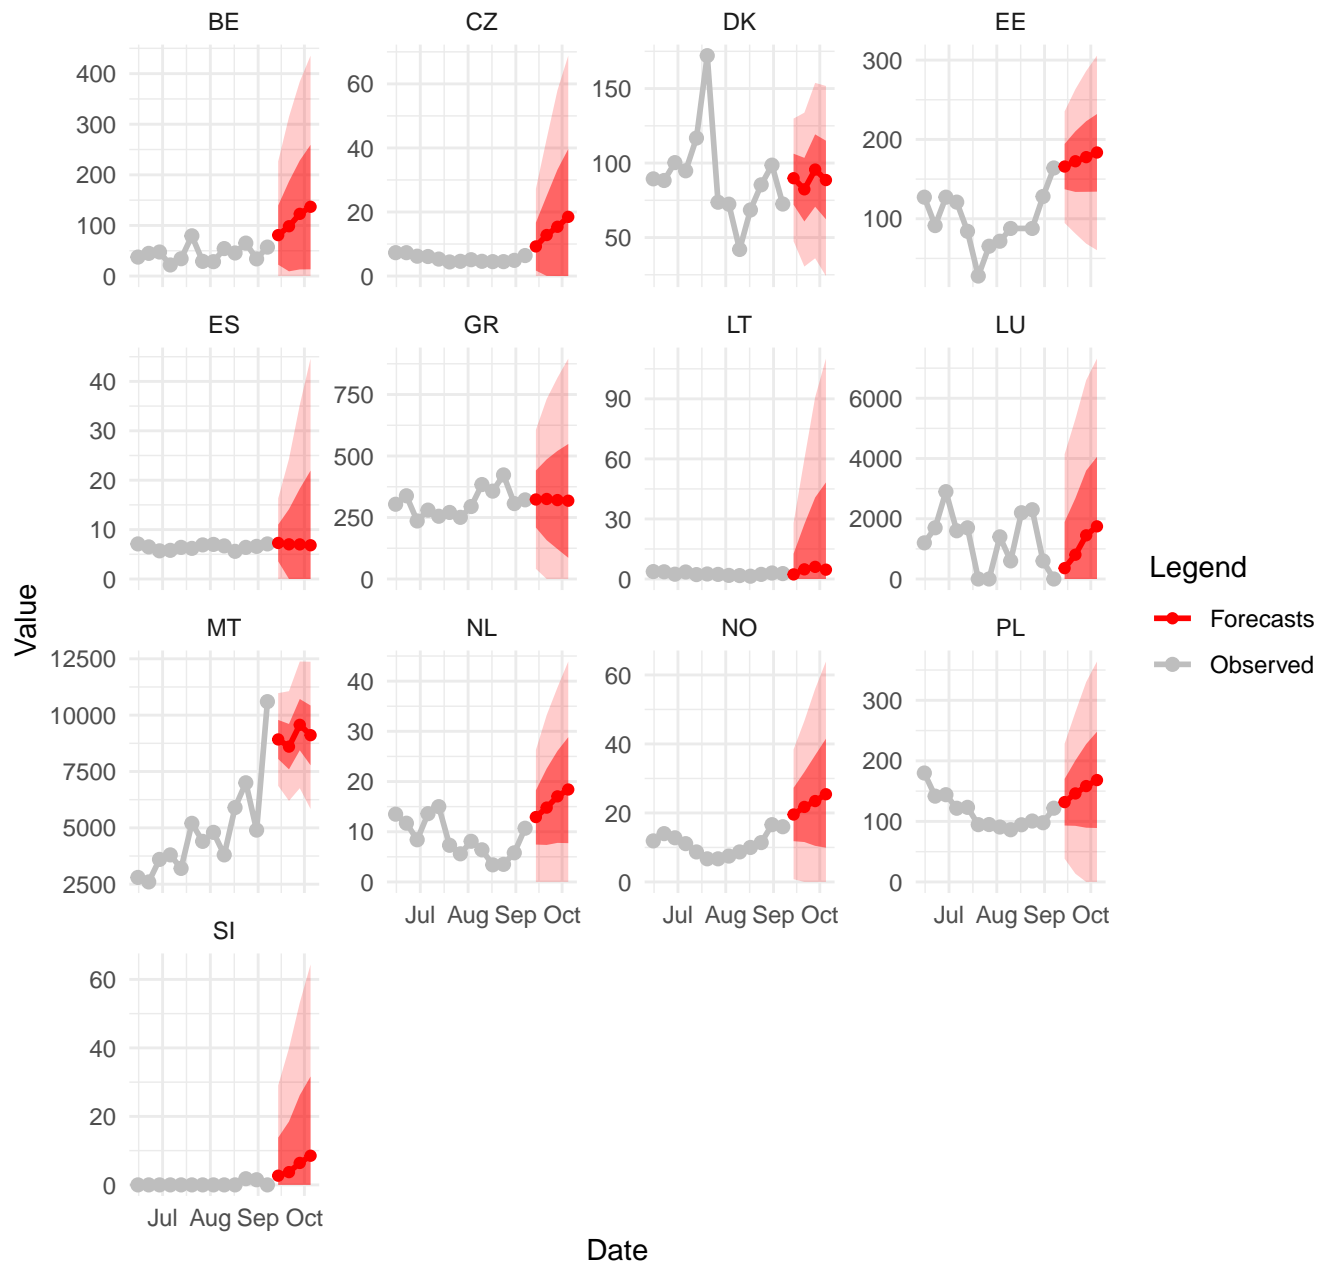 BE CZ DK EE
400 60 150 300
300
200 40 100 200
100 20 50 100
0 0
ES GR LT LU
40 750 90 6000
30 500 60 4000
20
10 250 30 2000
0 0 0 0
Value
Legend
Forecasts
Observed
MT NL NO PL
12500 40 60 300
10000 30 40 200
7500 20
5000 10 20 100
2500 0 0 0
Jul Aug Sep Oct Jul Aug Sep Oct Jul Aug Sep Oct
SI
60
40
20
0
Jul Aug Sep Oct
Date